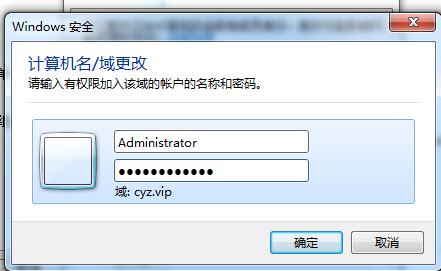 Windows 安全
计算机名/域更改
请输入有权限加入该域的帐户的名称和密码。
Administrator
●●●●●●●●●●●●
域: cyz.vip
确定
取消